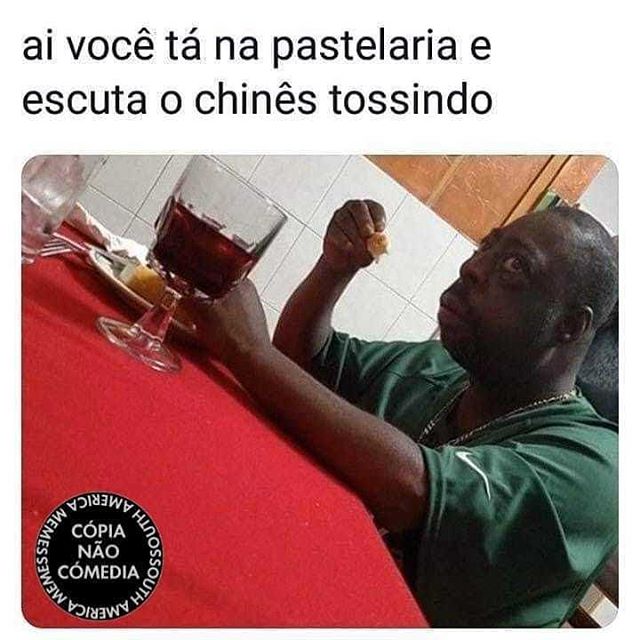 ai você tá na pastelaria e
escuta o chinês tossindo
CÓPIA
NÃO
CÓMEDIA
SOUTH AMERICA MEMES
SOUTH AMERICA MEMES